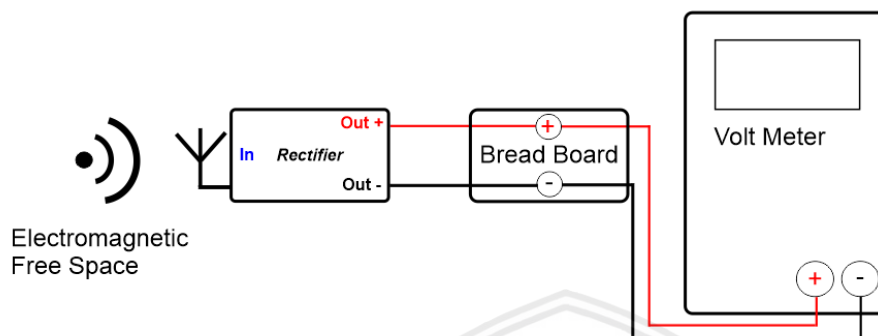 Out +
In
Rectifier
Out -
+
Bread Board
-
Volt Meter
Electromagnetic
Free Space
+
-